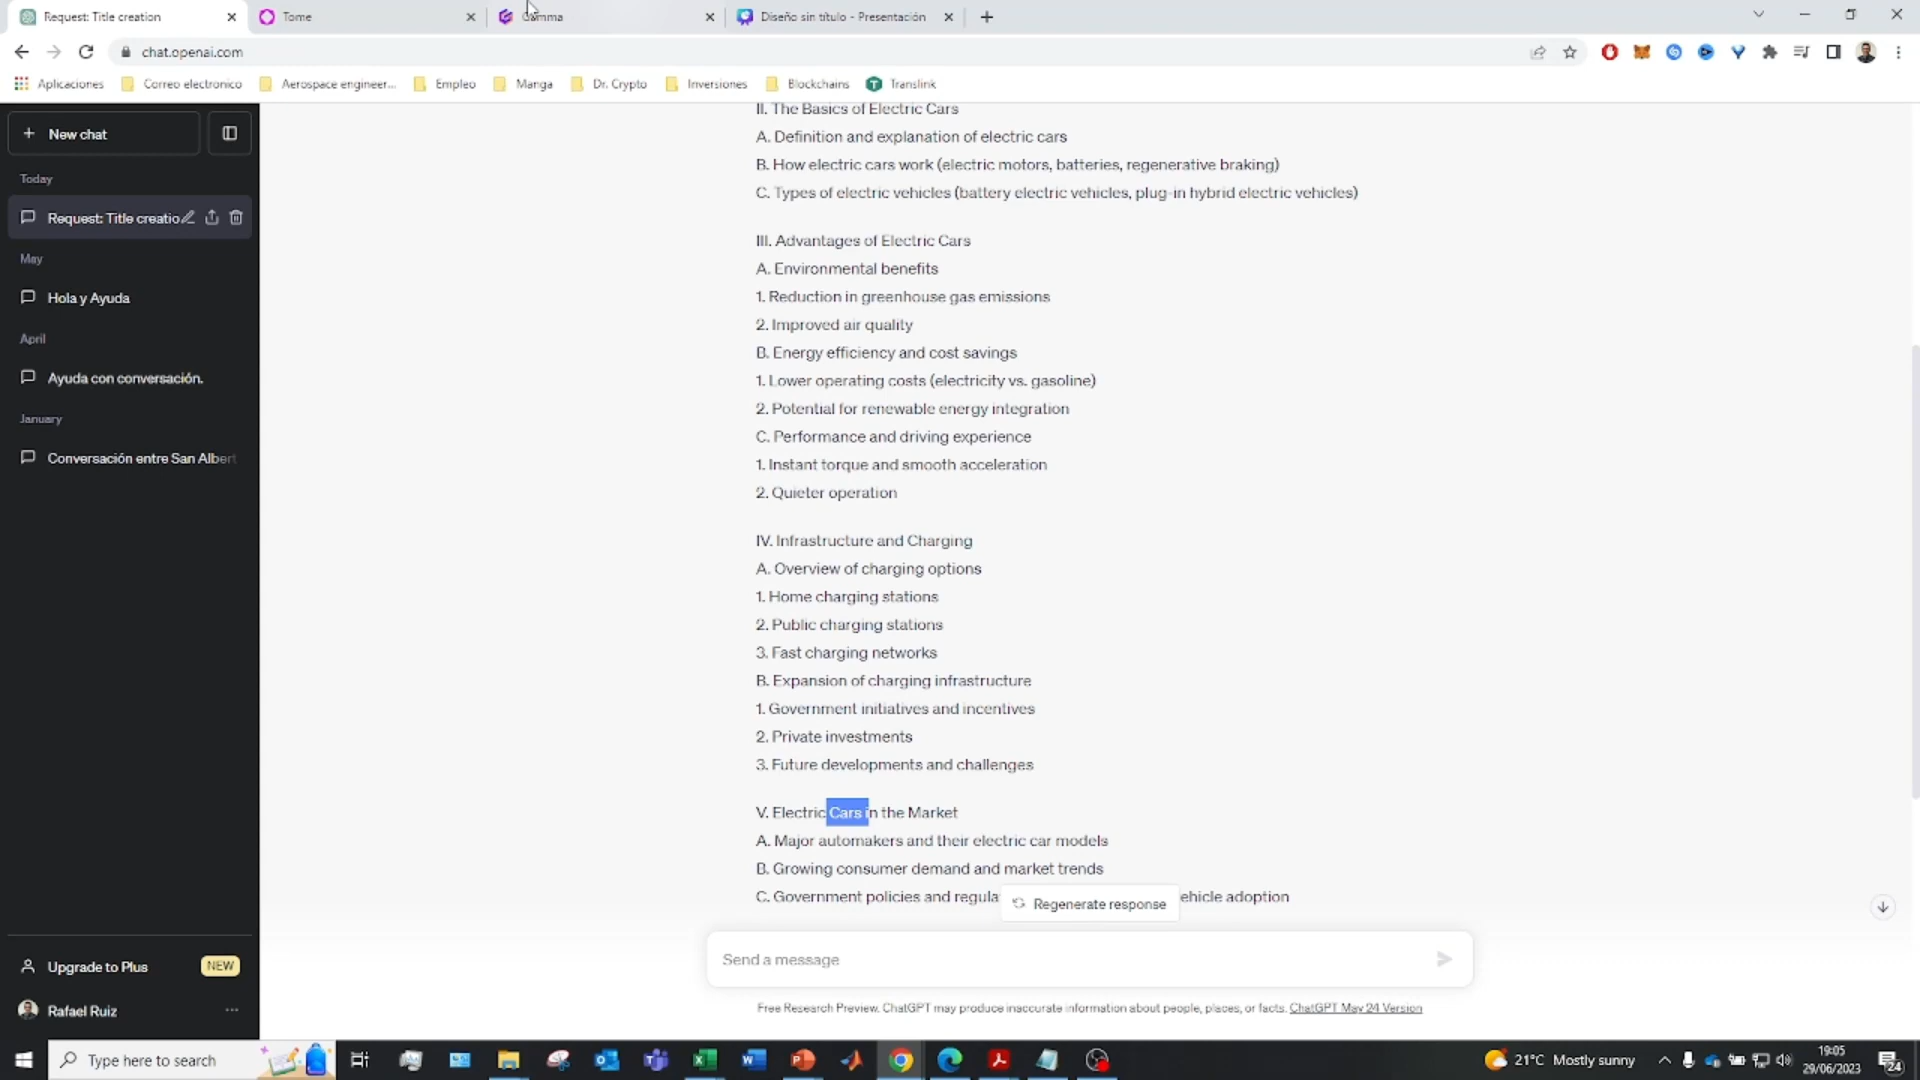 Request: Title creation
Tome
Gamma
Diseño sin título - Presentación
chat.openai.com
Aplicaciones
Correo electronico
Aerospace engineer...
Empleo
Manga
Dr. Crypto
Inversiones
Blockchains
Translink
New chat
Today
Request: Title creatio
May
Hola y Ayuda
April
Ayuda con conversación.
January
Conversación entre San Albert
Upgrade to Plus
NEW
Rafael Ruiz
II. The Basics of Electric Cars
A. Definition and explanation of electric cars
B. How electric cars work (electric motors, batteries, regenerative braking)
C. Types of electric vehicles (battery electric vehicles, plug-in hybrid electric vehicles)
III. Advantages of Electric Cars
A. Environmental benefits
1. Reduction in greenhouse gas emissions
2. Improved air quality
B. Energy efficiency and cost savings
1. Lower operating costs (electricity vs. gasoline)
2. Potential for renewable energy integration
C. Performance and driving experience
1. Instant torque and smooth acceleration
2. Quieter operation
IV. Infrastructure and Charging
A. Overview of charging options
1. Home charging stations
2. Public charging stations
3. Fast charging networks
B. Expansion of charging infrastructure
1. Government initiatives and incentives
2. Private investments
3. Future developments and challenges
V. Electric Cars in the Market
A. Major automakers and their electric car models
B. Growing consumer demand and market trends
C. Government policies and regula ehicle adoption
Regenerate response
Send a message
Free Research Preview. ChatGPT may produce inaccurate information about people, places, or facts. ChatGPT May 24 Version
Type here to search
21°C Mostly sunny
19:05
29/06/2023
24